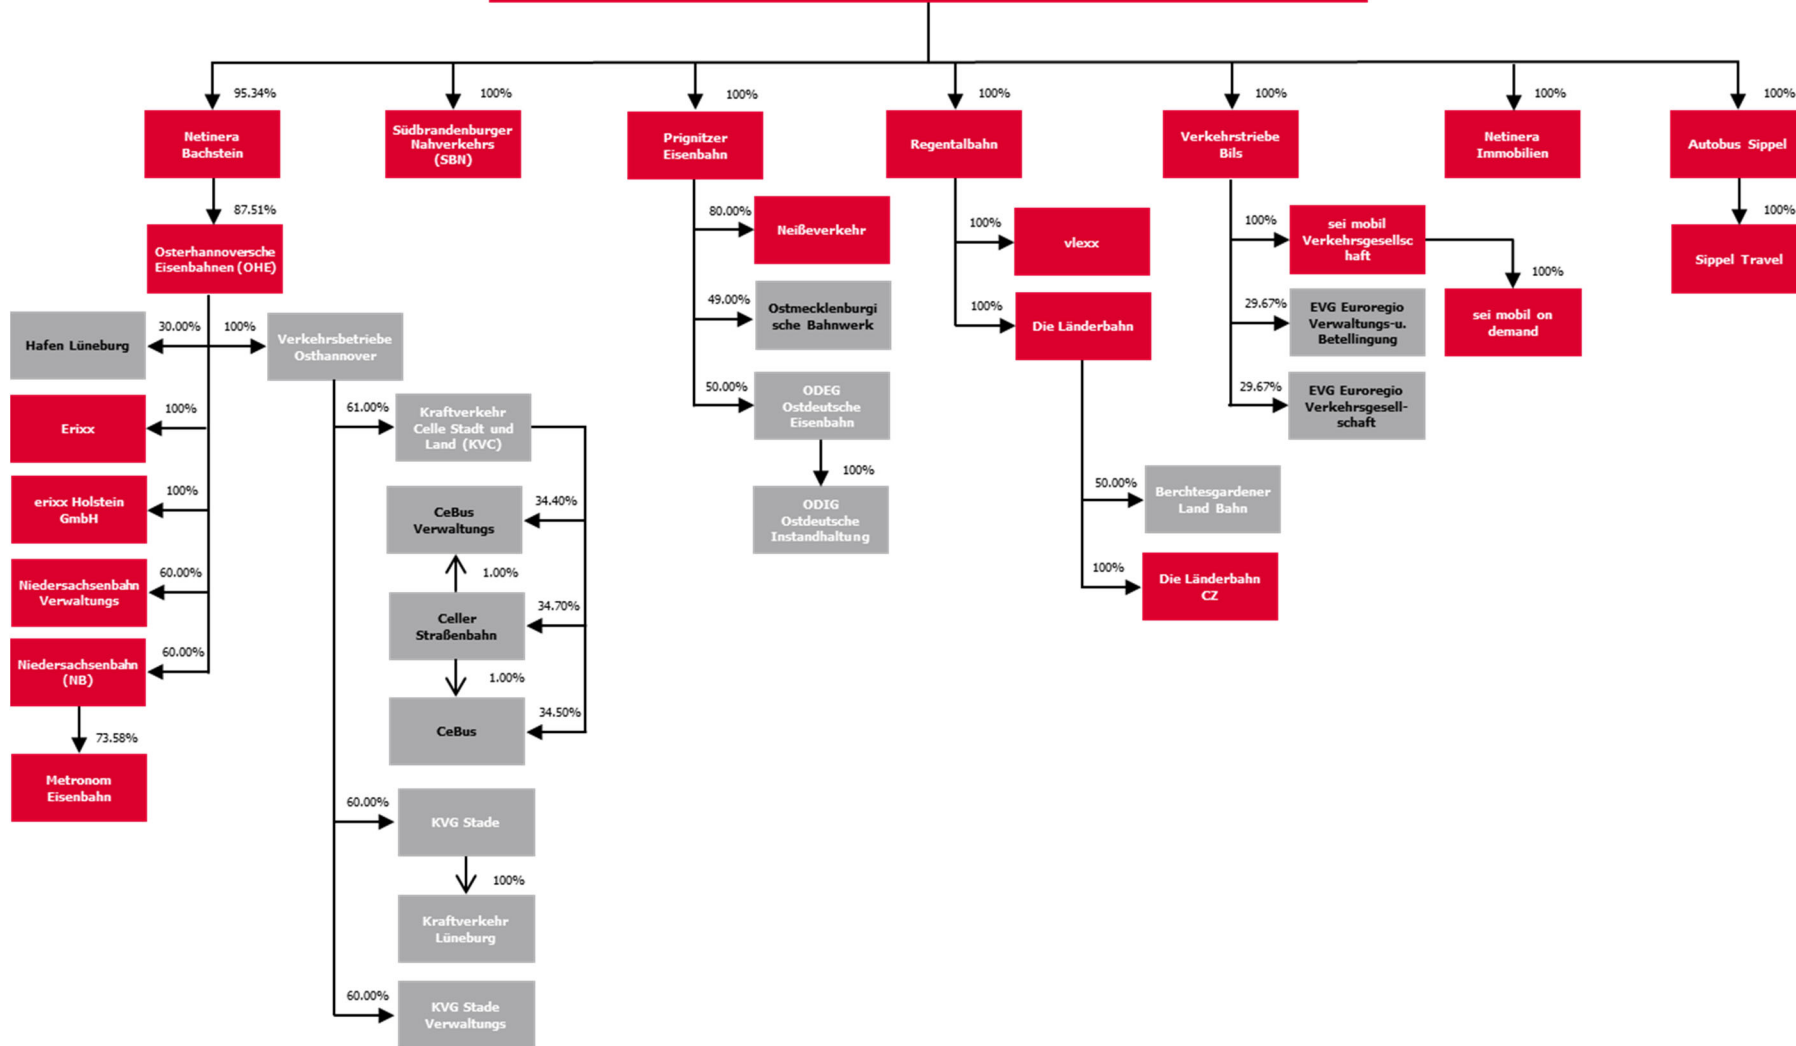 95.34%
100%
100%
100%
100%
100%
100%
Netinera
Bachstein
Südbrandenburger
Nahverkehrs
(SBN)
Prignitzer
Eisenbahn
Regentalbahn
Verkehrstriebe
Bils
Netinera
Immobilien
Autobus Sippel
87.51%
Osterhannoversche
Eisenbahnen (OHE)
80.00%
Neißeverkehr
49.00%
Ostmecklenburgi
sche Bahnwerk
50.00%
ODEG
Ostdeutsche
Eisenbahn
100%
ODIG
Ostdeutsche
Instandhaltung
100%
vlexx
100%
Die Länderbahn
50.00%
Berchtesgardener
Land Bahn
100%
Die Länderbahn
CZ
100%
sei mobil
Verkehrsgesellsc
haft
100%
sei mobil on
demand
29.67%
EVG Euroregio
Verwaltungs-u.
Betellingung
29.67%
EVG Euroregio
Verkehrsgesell-
schaft
100%
Sippel Travel
30.00%
Hafen Lüneburg
100%
Verkehrsbetriebe
Osthannover
100%
Erixx
100%
erixx Holstein
GmbH
60.00%
Niedersachsenbahn
Verwaltungs
60.00%
Niedersachsenbahn
(NB)
73.58%
Metronom
Eisenbahn
61.00%
Kraftverkehr
Celle Stadt und
Land (KVC)
34.40%
CeBus
Verwaltungs
1.00%
34.70%
Celler
Straßenbahn
1.00%
34.50%
CeBus
60.00%
KVG Stade
100%
Kraftverkehr
Lüneburg
60.00%
KVG Stade
Verwaltungs